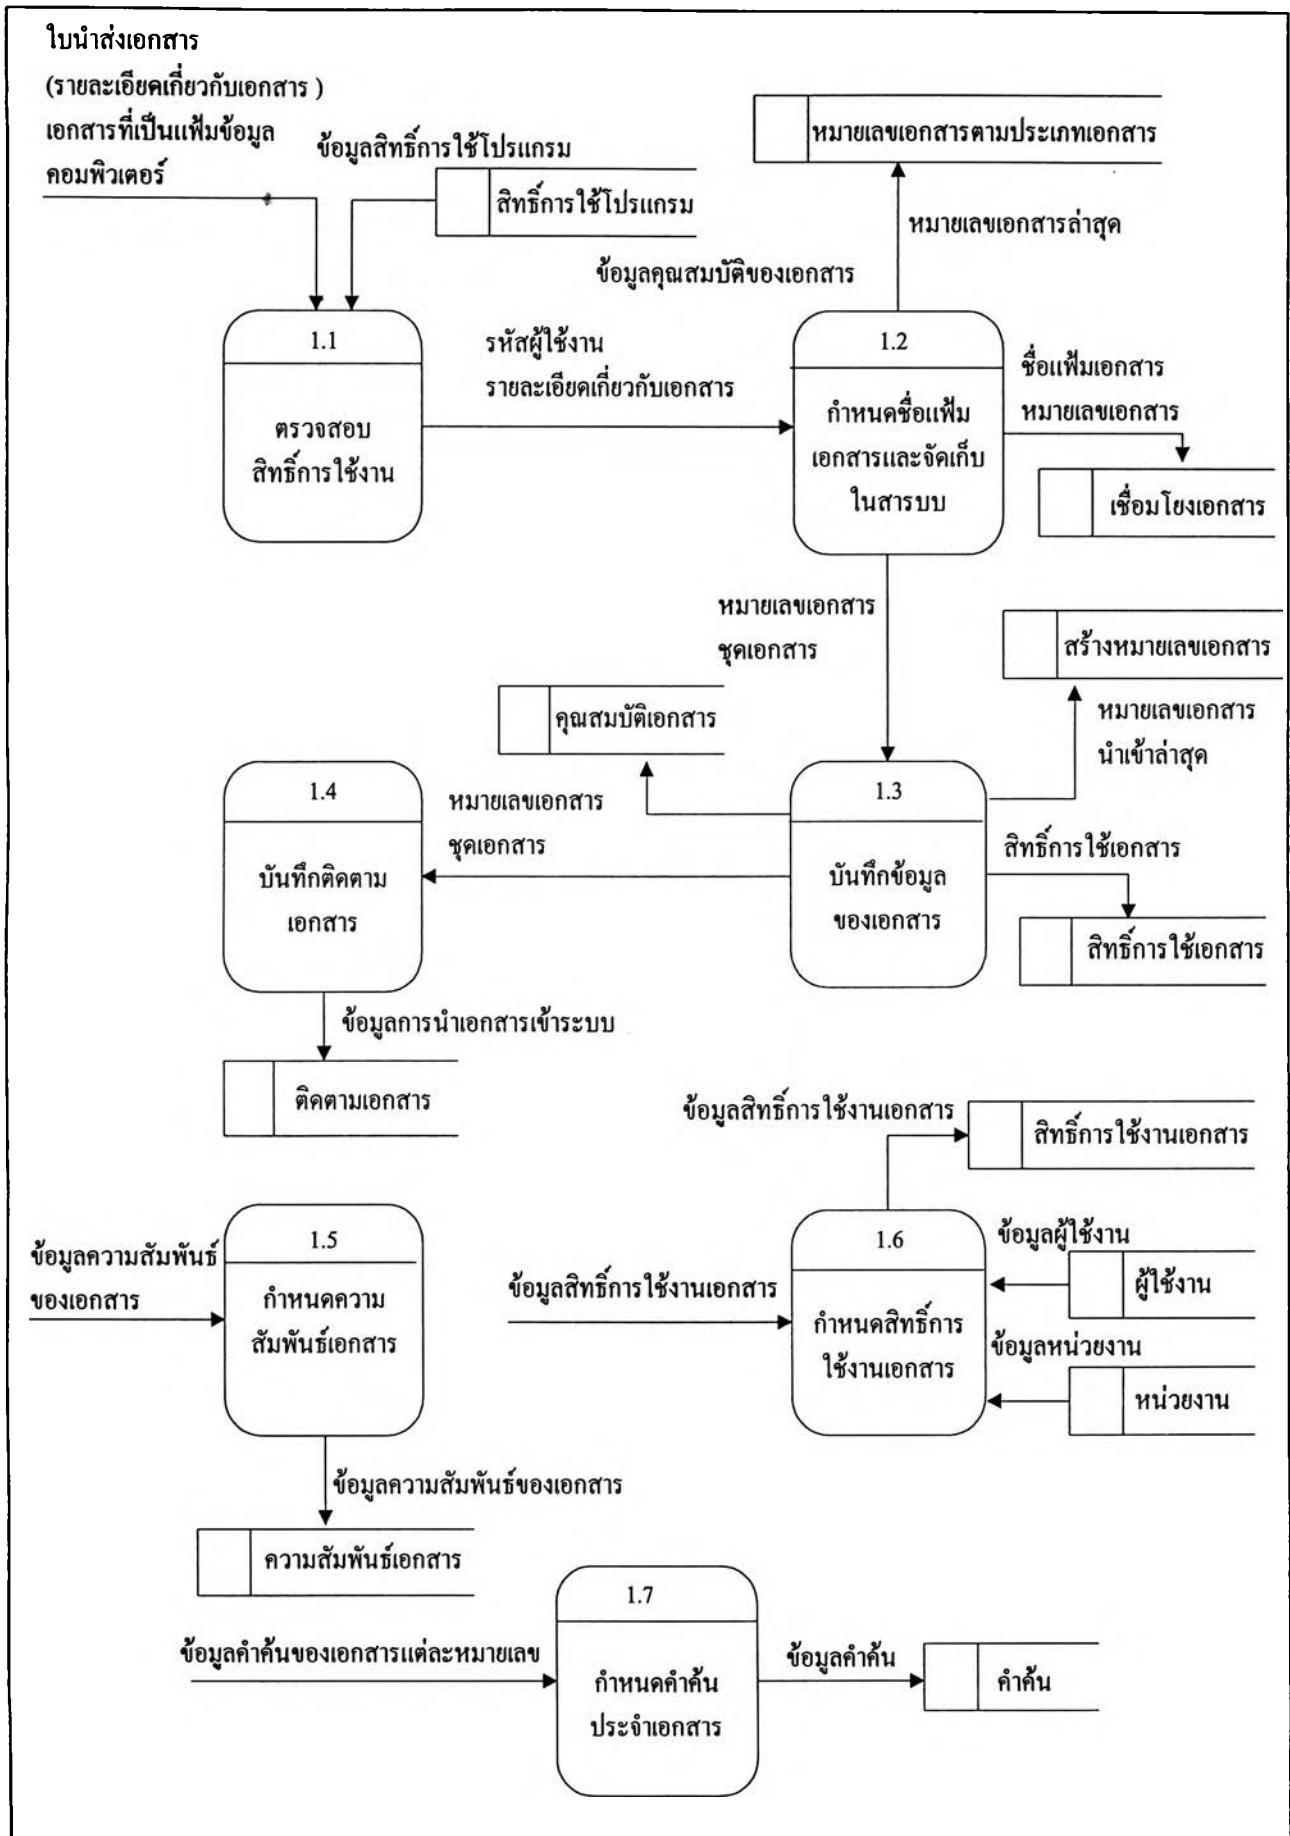 ใบนำส่งเอกสาร
(รายละเอียดเกี่ยวกับเอกสาร )
เอกสารที่เป็นแฟ้มข้อมูล
คอมพิวเตอร์
ข้อมูลสิทธิ์การใช้โปรแกรม
สิทธิ์การใช้โปรแกรม
หมายเลขเอกสารตามประเภทเอกสาร
หมายเลขเอกสารล่าสุด
ข้อมูลคุณสมบัติของเอกสาร
1.1
ตรวจสอบ
สิทธิ์การใช้งาน
รหัสผู้ใช้งาน
รายละเอียดเกี่ยวกับเอกสาร
1.2
กำหนดชื่อแฟ้ม
เอกสารและจัดเก็บ
ในสารบบ
ชื่อแฟ้มเอกสาร
หมายเลขเอกสาร
เชื่อมโยงเอกสาร
หมายเลขเอกสาร
ชุดเอกสาร
สร้างหมายเลขเอกสาร
หมายเลขเอกสาร
นำเข้าล่าสุด
คุณสมบัติเอกสาร
1.4
บันทึกติดตาม
เอกสาร
หมายเลขเอกสาร
ชุดเอกสาร
1.3
บันทึกข้อมูล
ของเอกสาร
สิทธิ์การใช้เอกสาร
สิทธิ์การใช้เอกสาร
ข้อมูลการนำเอกสารเข้าระบบ
ติดตามเอกสาร
ข้อมูลสิทธิ์การใช้งานเอกสาร
สิทธิ์การใช้งานเอกสาร
ข้อมูลความสัมพันธ์
ของเอกสาร
1.5
กำหนดความ
สัมพันธ์เอกสาร
ข้อมูลสิทธิ์การใช้งานเอกสาร
1.6
กำหนดสิทธิ์การ
ใช้งานเอกสาร
ข้อมูลผู้ใช้งาน
ผู้ใช้งาน
ข้อมูลหน่วยงาน
หน่วยงาน
ข้อมูลความสัมพันธ์ของเอกสาร
ความสัมพันธ์เอกสาร
ข้อมูลคำค้นของเอกสารแต่ละหมายเลข
1.7
กำหนดคำค้น
ประจำเอกสาร
ข้อมูลคำค้น
คำค้น